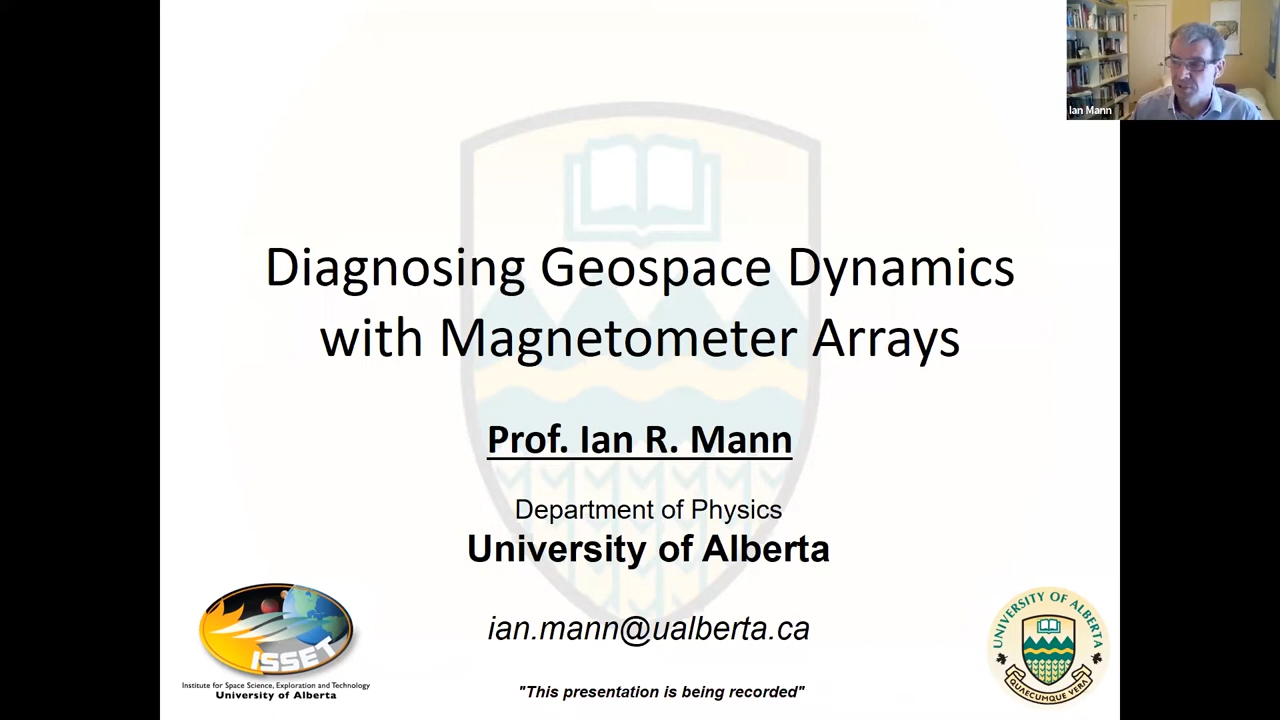 Ian Mann
Diagnosing Geospace Dynamics
with Magnetometer Arrays
Prof. Ian R. Mann
Department of Physics
University of Alberta
ian.mann@ualberta.ca
"This presentation is being recorded"
ISSET
Institute for Space Science, Exploration and Technology
University of Alberta
UNIVERSITY OF ALBERTA
QUAECUMQUE VERA